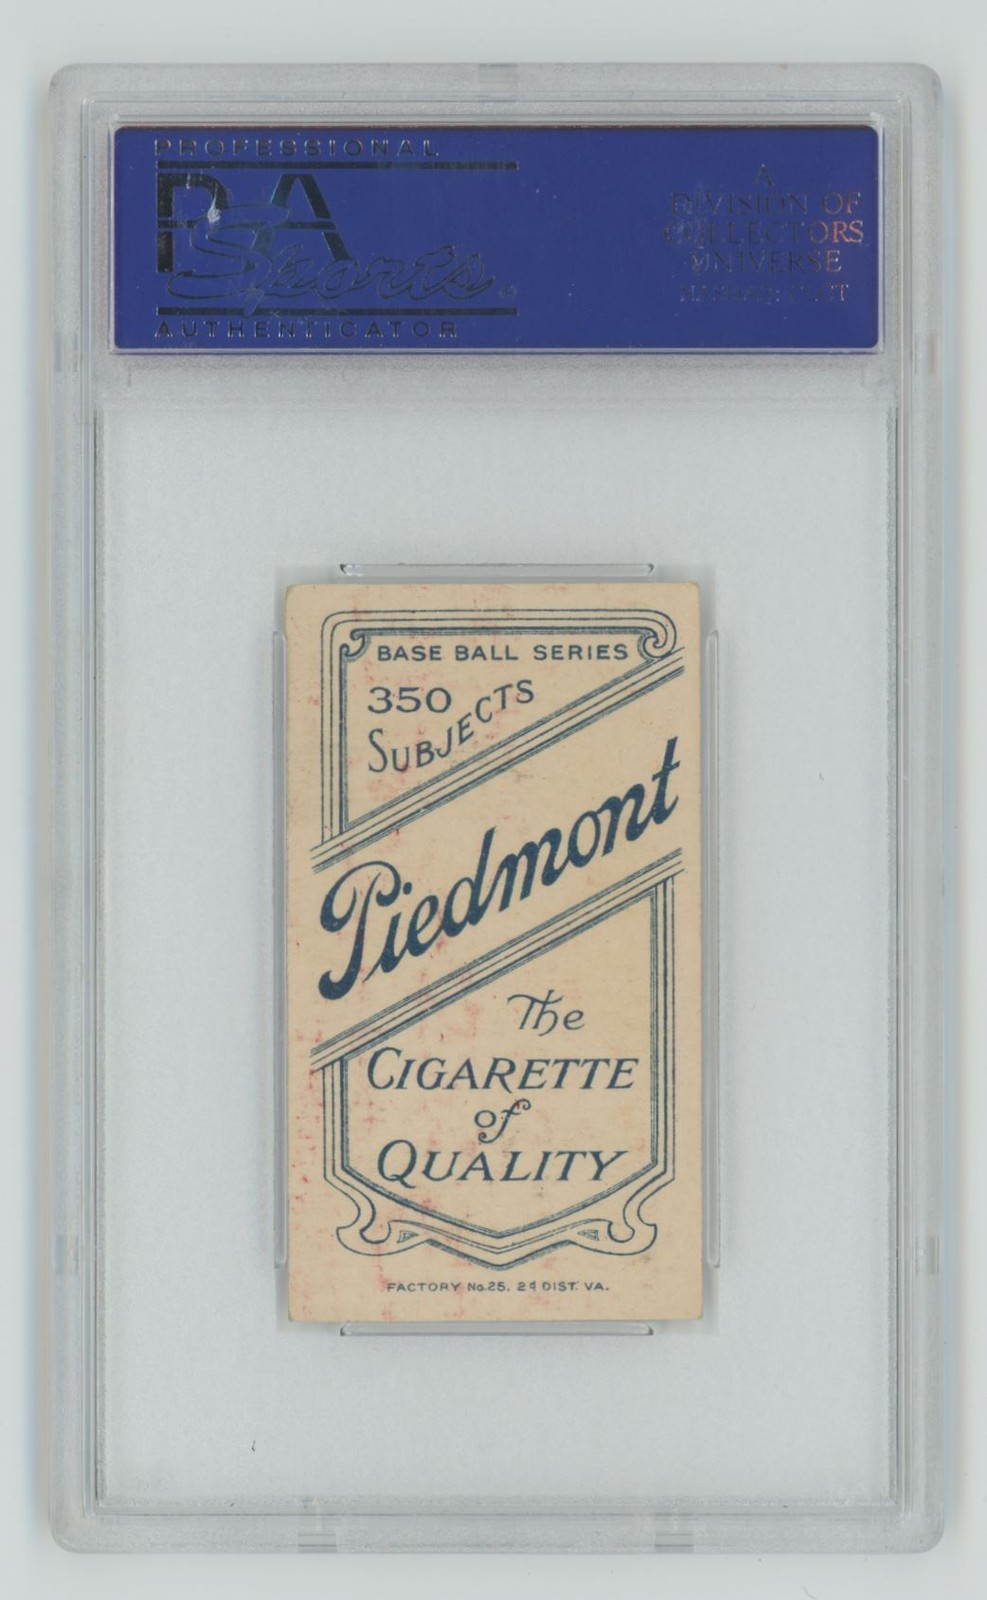 PROFESSIONAL
PSA
Sports
AUTHENTICATOR
A
DIVISION OF
COLLECTORS
UNIVERSE
BASE BALL SERIES
350
SUBJECTS
Piedmont
The
CIGARETTE
of
QUALITY
FACTORY No.25, 2d DIST. VA.